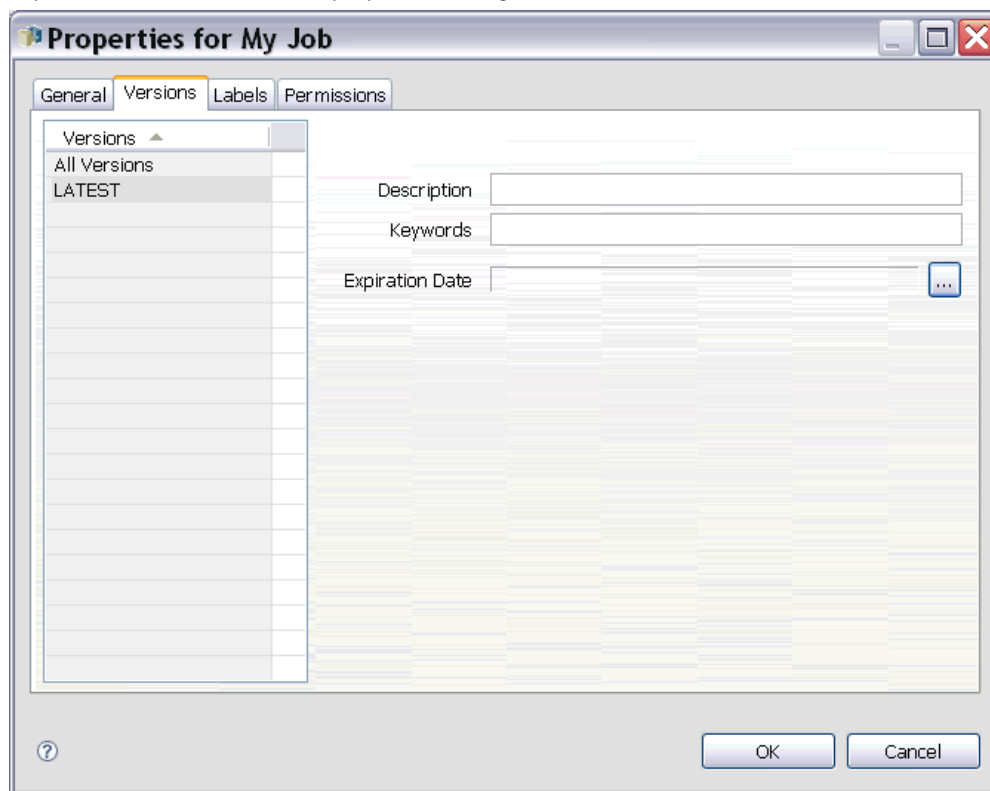 Properties for My Job
General Versions Labels Permissions
Versions
All Versions
LATEST
Description
Keywords
Expiration Date
...
OK Cancel